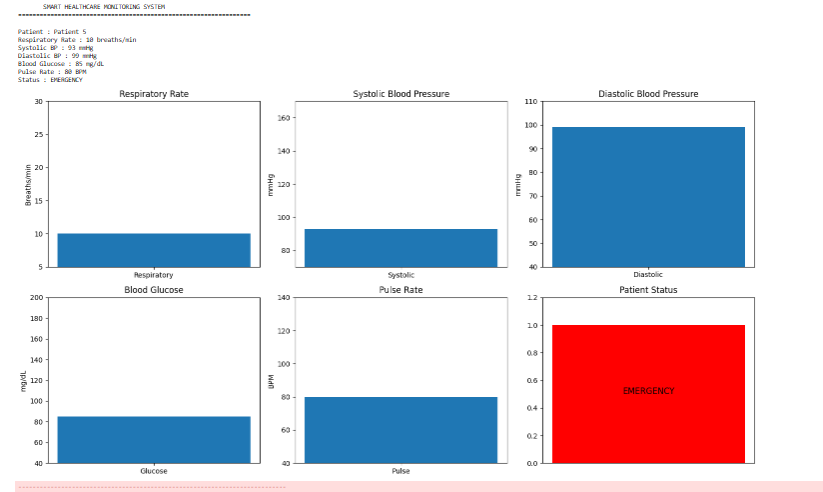 SMART HEALTHCARE MONITORING SYSTEM
======================================================================
Patient : Patient 5
Respiratory Rate : 10 breaths/min
Systolic BP : 93 mmHg
Diastolic BP : 99 mmHg
Blood Glucose : 85 mg/dL
Pulse Rate : 80 BPM
Status : EMERGENCY
Respiratory Rate
30
25
20
15
10
5
Breaths/min
Respiratory
Systolic Blood Pressure
160
140
120
100
80
mmHg
Systolic
Diastolic Blood Pressure
110
100
90
80
70
60
50
40
mmHg
Diastolic
Blood Glucose
200
180
160
140
120
100
80
60
40
mg/dL
Glucose
Pulse Rate
140
120
100
80
60
40
BPM
Pulse
Patient Status
1.2
1.0
0.8
0.6
0.4
0.2
0.0
EMERGENCY
----------------------------------------------------------------------